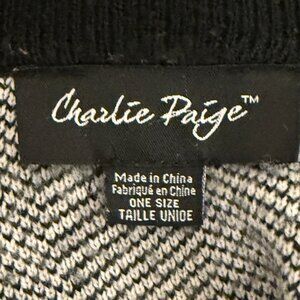 Charlie Paige™
Made in China
Fabriqué en Chine
ONE SIZE
TAILLE UNIQE